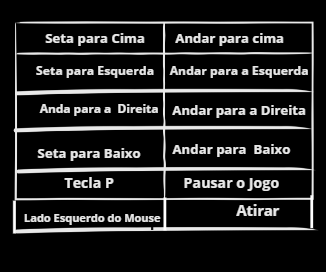 Seta para Cima Andar para cima
Seta para Esquerda Andar para a Esquerda
Anda para a Direita Andar para a Direita
Seta para Baixo Andar para Baixo
Tecla P Pausar o Jogo
Lado Esquerdo do Mouse Atirar